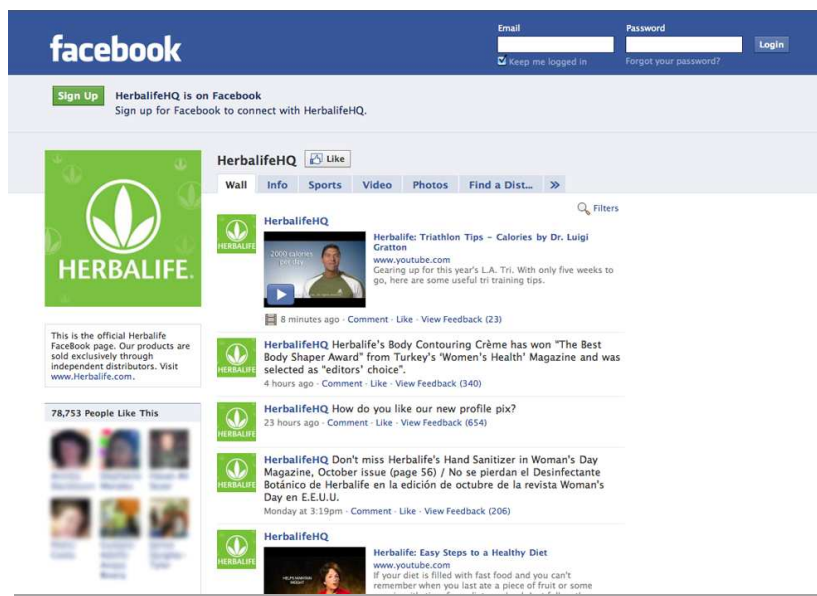 facebook
Email
Password
Login
Keep me logged in
Forgot your password?
Sign Up
HerbalifeHQ is on Facebook
Sign up for Facebook to connect with HerbalifeHQ.
HERBALIFE.
HerbalifeHQ
Like
Wall
Info
Sports
Video
Photos
Find a Dist...
Filters
This is the official Herbalife
FaceBook page. Our products are
sold exclusively through
independent distributors. Visit
www.Herbalife.com.
78,753 People Like This
HERBALIFE
HerbalifeHQ
2000 calories
per day
Herbalife: Triathlon Tips – Calories by Dr. Luigi
Gratton
www.youtube.com
Gearing up for this year's L.A. Tri. With only five weeks to
go, here are some useful tri training tips.
8 minutes ago · Comment · Like · View Feedback (23)
HERBALIFE
HerbalifeHQ Herbalife's Body Contouring Crème has won "The Best
Body Shaper Award" from Turkey's 'Women's Health' Magazine and was
selected as "editors' choice".
4 hours ago · Comment · Like · View Feedback (340)
HERBALIFE
HerbalifeHQ How do you like our new profile pix?
23 hours ago · Comment · Like · View Feedback (654)
HERBALIFE
HerbalifeHQ Don't miss Herbalife's Hand Sanitizer in Woman's Day
Magazine, October issue (page 56) / No se pierdan el Desinfectante
Botánico de Herbalife en la edición de octubre de la revista Woman's
Day en E.E.U.U.
Monday at 3:19pm · Comment · Like · View Feedback (206)
HERBALIFE
HerbalifeHQ
HELPS MAINTAIN
WEIGHT
Herbalife: Easy Steps to a Healthy Diet
www.youtube.com
If your diet is filled with fast food and you can't
remember when you last ate a piece of fruit or some